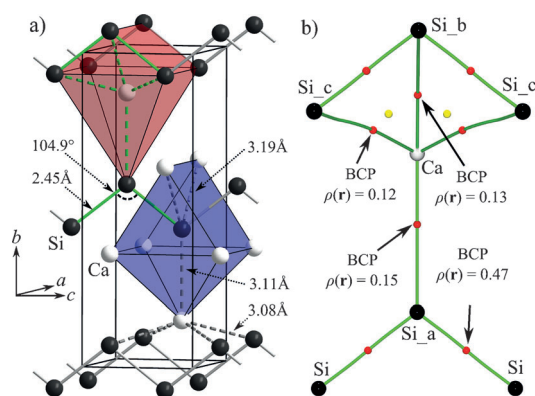 a)
104.9°
2.45Å
3.19Å
Si
Ca
3.11Å
3.08Å
b
a
c
b)
Si_b
Si_c
Si_c
Ca
BCP
ρ(r) = 0.12
BCP
ρ(r) = 0.13
BCP
ρ(r) = 0.15
BCP
ρ(r) = 0.47
Si_a
Si
Si